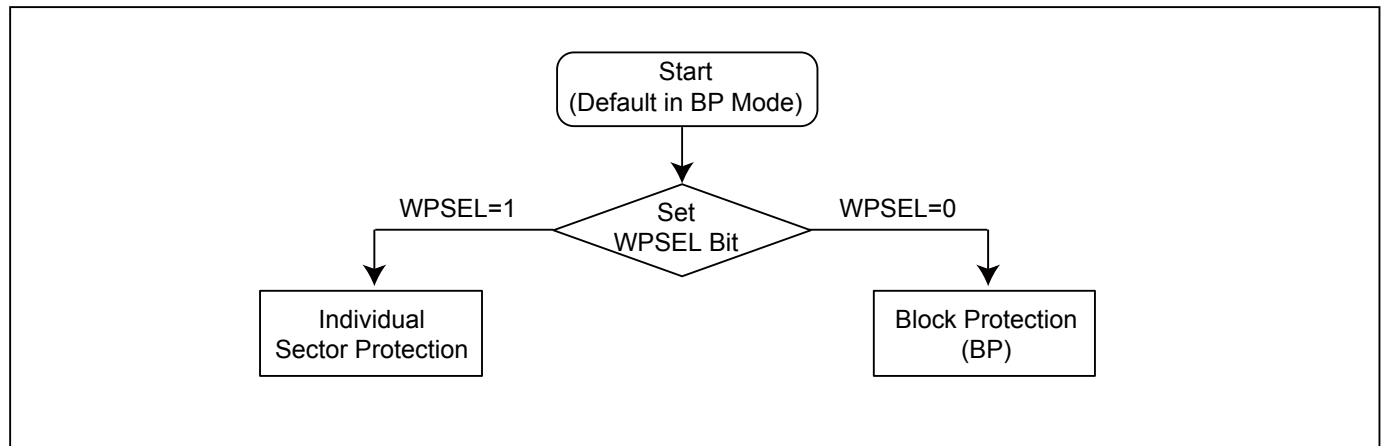 Start
(Default in BP Mode)
WPSEL=1
Set
WPSEL Bit
WPSEL=0
Individual
Sector Protection
Block Protection
(BP)